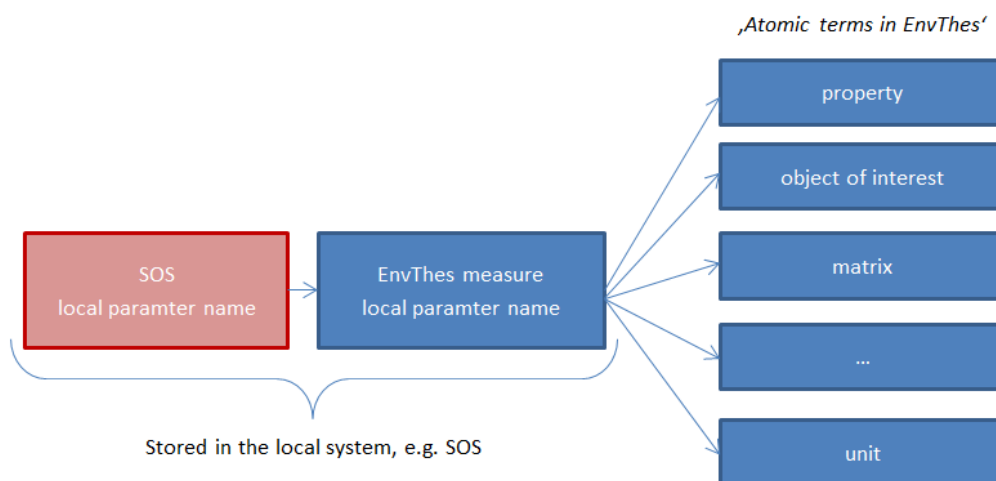 ‚Atomic terms in EnvThes‘
property
object of interest
SOS
local paramter name
EnvThes measure
local paramter name
matrix
...
unit
Stored in the local system, e.g. SOS